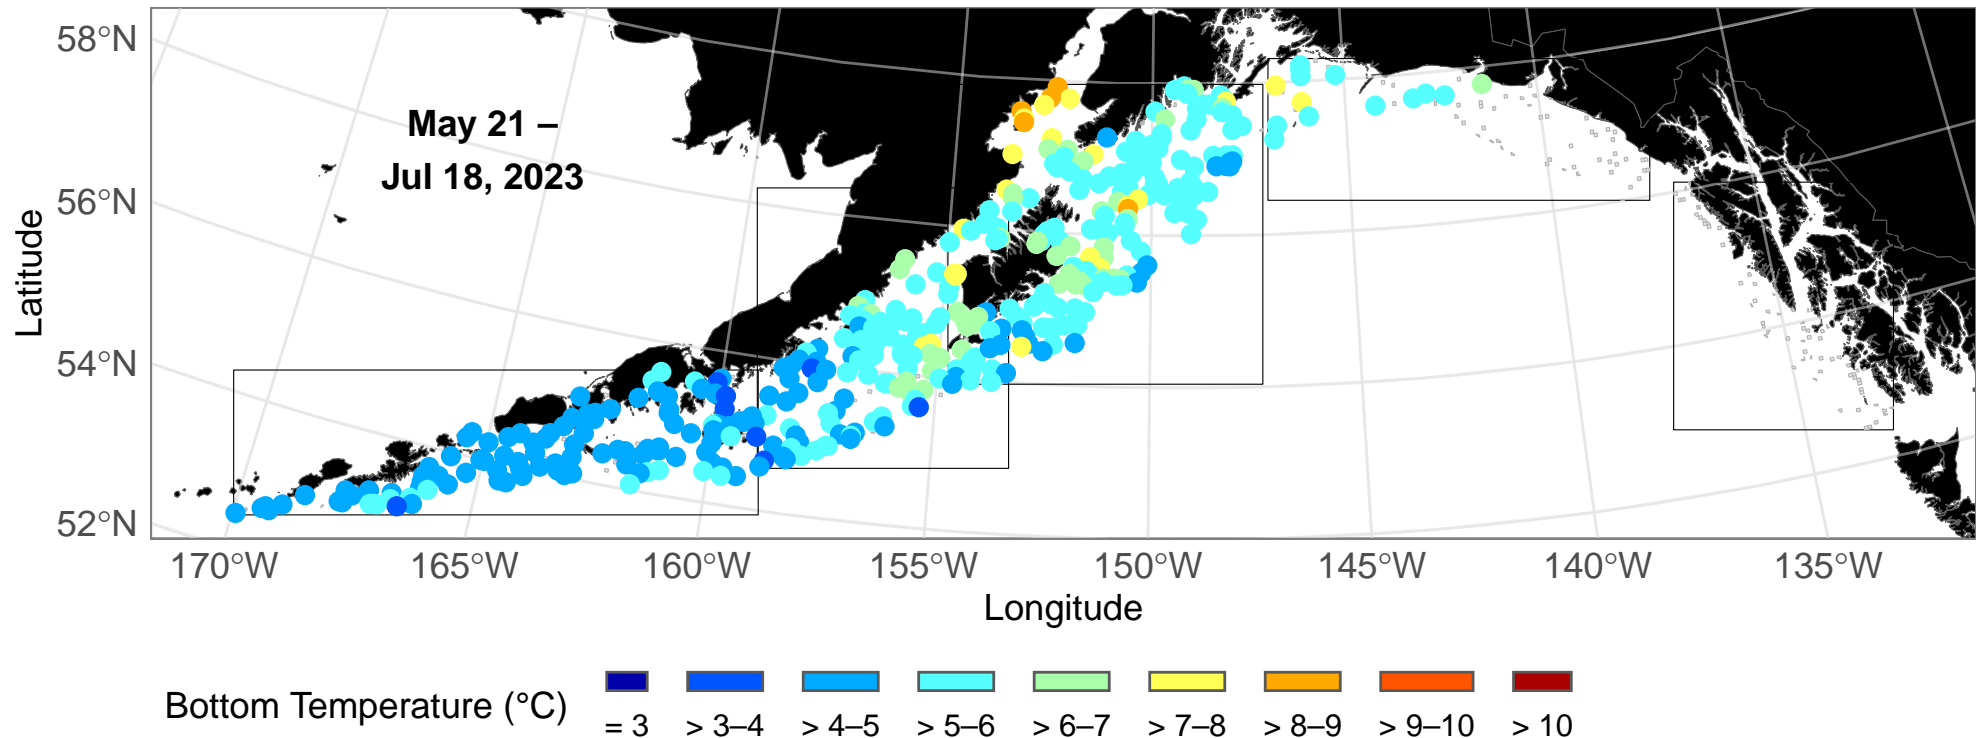 58°N
56°N
54°N
52°N
Latitude
May 21 –
Jul 18, 2023
170°W 165°W 160°W 155°W 150°W 145°W 140°W 135°W
Longitude
Bottom Temperature (°C)
= 3 > 3–4 > 4–5 > 5–6 > 6–7 > 7–8 > 8–9 > 9–10 > 10